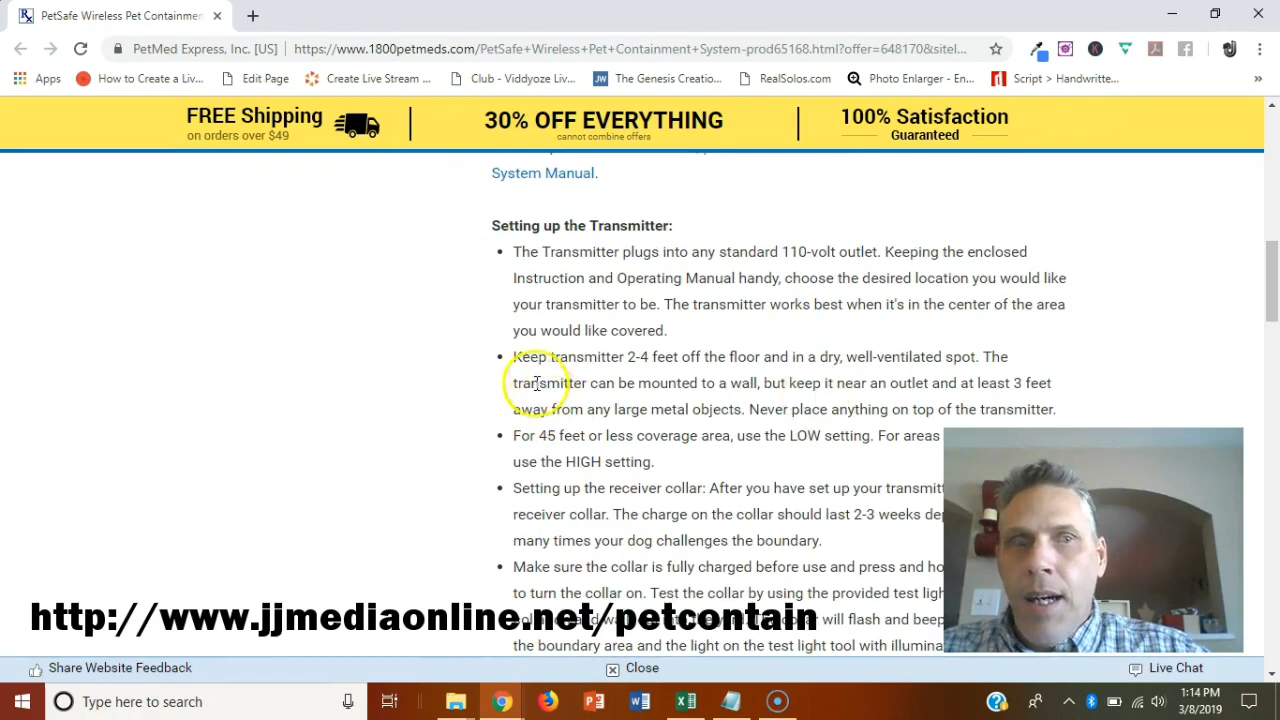 PetSafe Wireless Pet Containmen
PetMed Express, Inc. [US]
https://www.1800petmeds.com/PetSafe+Wireless+Pet+Containment+System-prod65168.html?offer=648170&sitel...
Apps
How to Create a Liv...
Edit Page
Create Live Stream ...
Club - Viddyoze Liv...
The Genesis Creatio...
RealSolos.com
Photo Enlarger - En...
Script > Handwritte...
FREE Shipping
on orders over $49
30% OFF EVERYTHING
cannot combine offers
100% Satisfaction
Guaranteed
System Manual.
Setting up the Transmitter:
The Transmitter plugs into any standard 110-volt outlet. Keeping the enclosed
Instruction and Operating Manual handy, choose the desired location you would like
your transmitter to be. The transmitter works best when it's in the center of the area
you would like covered.
Keep transmitter 2-4 feet off the floor and in a dry, well-ventilated spot. The
transmitter can be mounted to a wall, but keep it near an outlet and at least 3 feet
away from any large metal objects. Never place anything on top of the transmitter.
For 45 feet or less coverage area, use the LOW setting. For areas
use the HIGH setting.
Setting up the receiver collar: After you have set up your transmitt
receiver collar. The charge on the collar should last 2-3 weeks dep
many times your dog challenges the boundary.
Make sure the collar is fully charged before use and press and ho
to turn the collar on. Test the collar by using the provided test ligh
will flash and beep
the boundary area and the light on the test light tool with illumina
http://www.jjmediaonline.net/petcontain
Share Website Feedback
Close
Live Chat
Type here to search
1:14 PM
3/8/2019